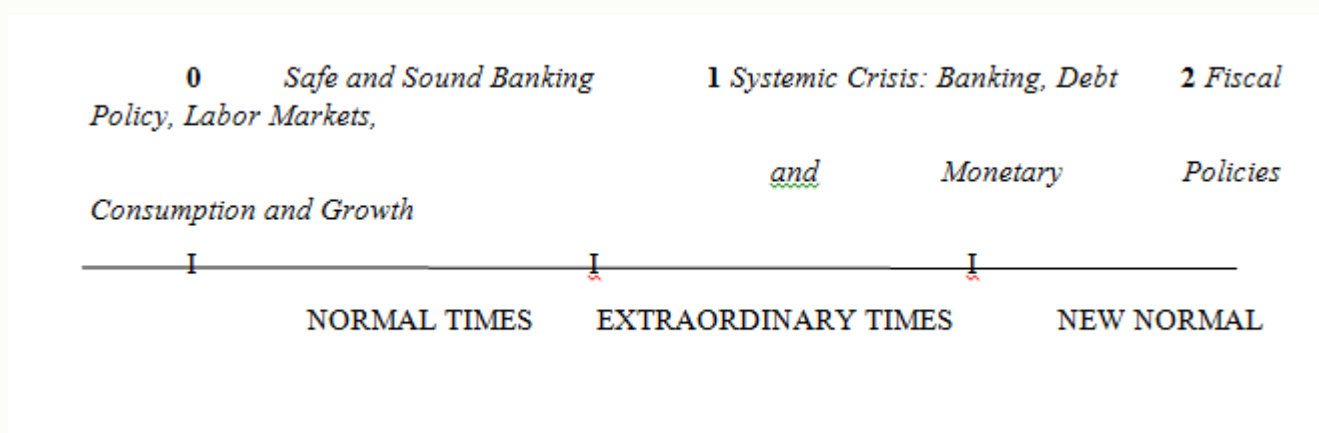 0 Safe and Sound Banking 1 Systemic Crisis: Banking, Debt 2 Fiscal
Policy, Labor Markets,
and Monetary Policies
Consumption and Growth
I I I
NORMAL TIMES EXTRAORDINARY TIMES NEW NORMAL